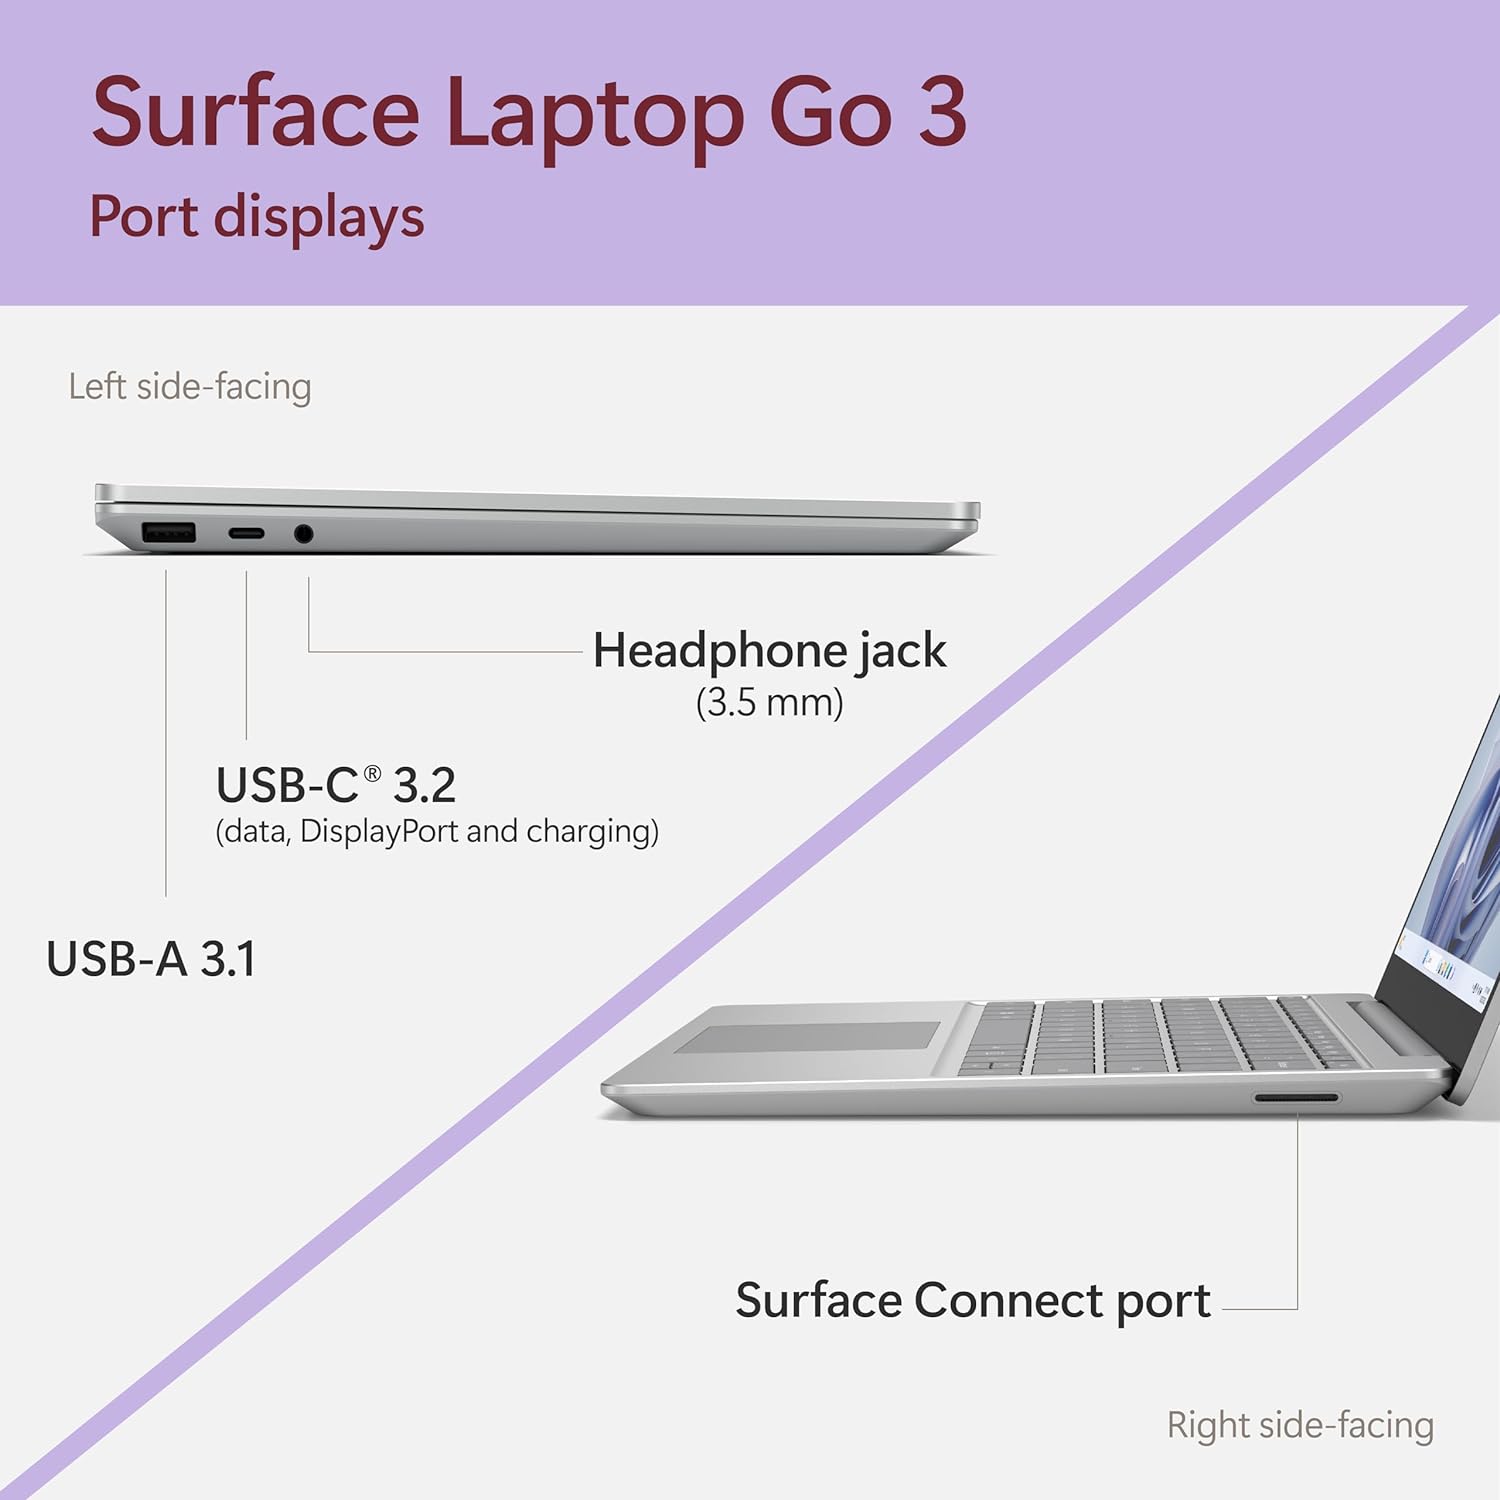 Surface Laptop Go 3
Port displays
Left side-facing
Headphone jack
(3.5 mm)
USB-C® 3.2
(data, DisplayPort and charging)
USB-A 3.1
Surface Connect port
Right side-facing